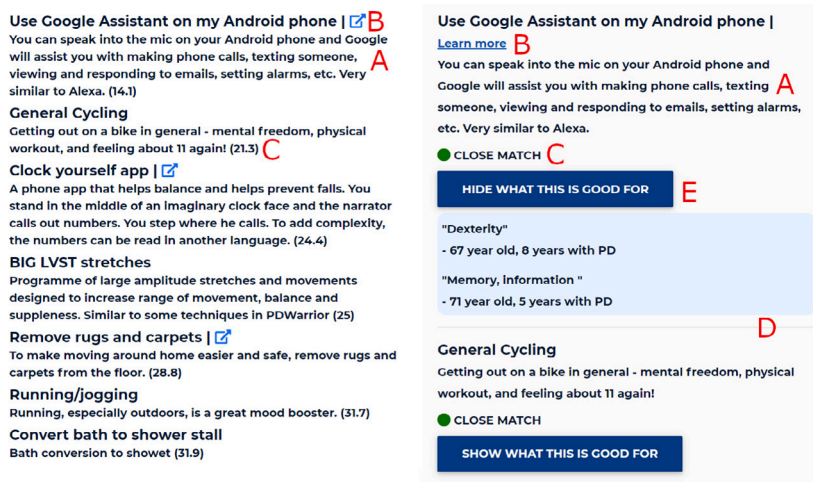 Use Google Assistant on my Android phone | B
You can speak into the mic on your Android phone and Google
will assist you with making phone calls, texting someone,
viewing and responding to emails, setting alarms, etc. Very A
similar to Alexa. (14.1)
General Cycling
Getting out on a bike in general - mental freedom, physical
workout, and feeling about 11 again! (21.3) C
Clock yourself app |
A phone app that helps balance and helps prevent falls. You
stand in the middle of an imaginary clock face and the narrator
calls out numbers. You step where he calls. To add complexity,
the numbers can be read in another language. (24.4)
BIG LVST stretches
Programme of large amplitude stretches and movements
designed to increase range of movement, balance and
suppleness. Similar to some techniques in PDWarrior (25)
Remove rugs and carpets |
To make moving around home easier and safe, remove rugs and
carpets from the floor. (28.8)
Running/jogging
Running, especially outdoors, is a great mood booster. (31.7)
Convert bath to shower stall
Bath conversion to showet (31.9)
Use Google Assistant on my Android phone |
Learn more B
You can speak into the mic on your Android phone and
Google will assist you with making phone calls, texting A
someone, viewing and responding to emails, setting alarms,
etc. Very similar to Alexa.
CLOSE MATCH C
HIDE WHAT THIS IS GOOD FOR E
"Dexterity"
- 67 year old, 8 years with PD
"Memory, information "
- 71 year old, 5 years with PD
D
General Cycling
Getting out on a bike in general - mental freedom, physical
workout, and feeling about 11 again!
CLOSE MATCH
SHOW WHAT THIS IS GOOD FOR